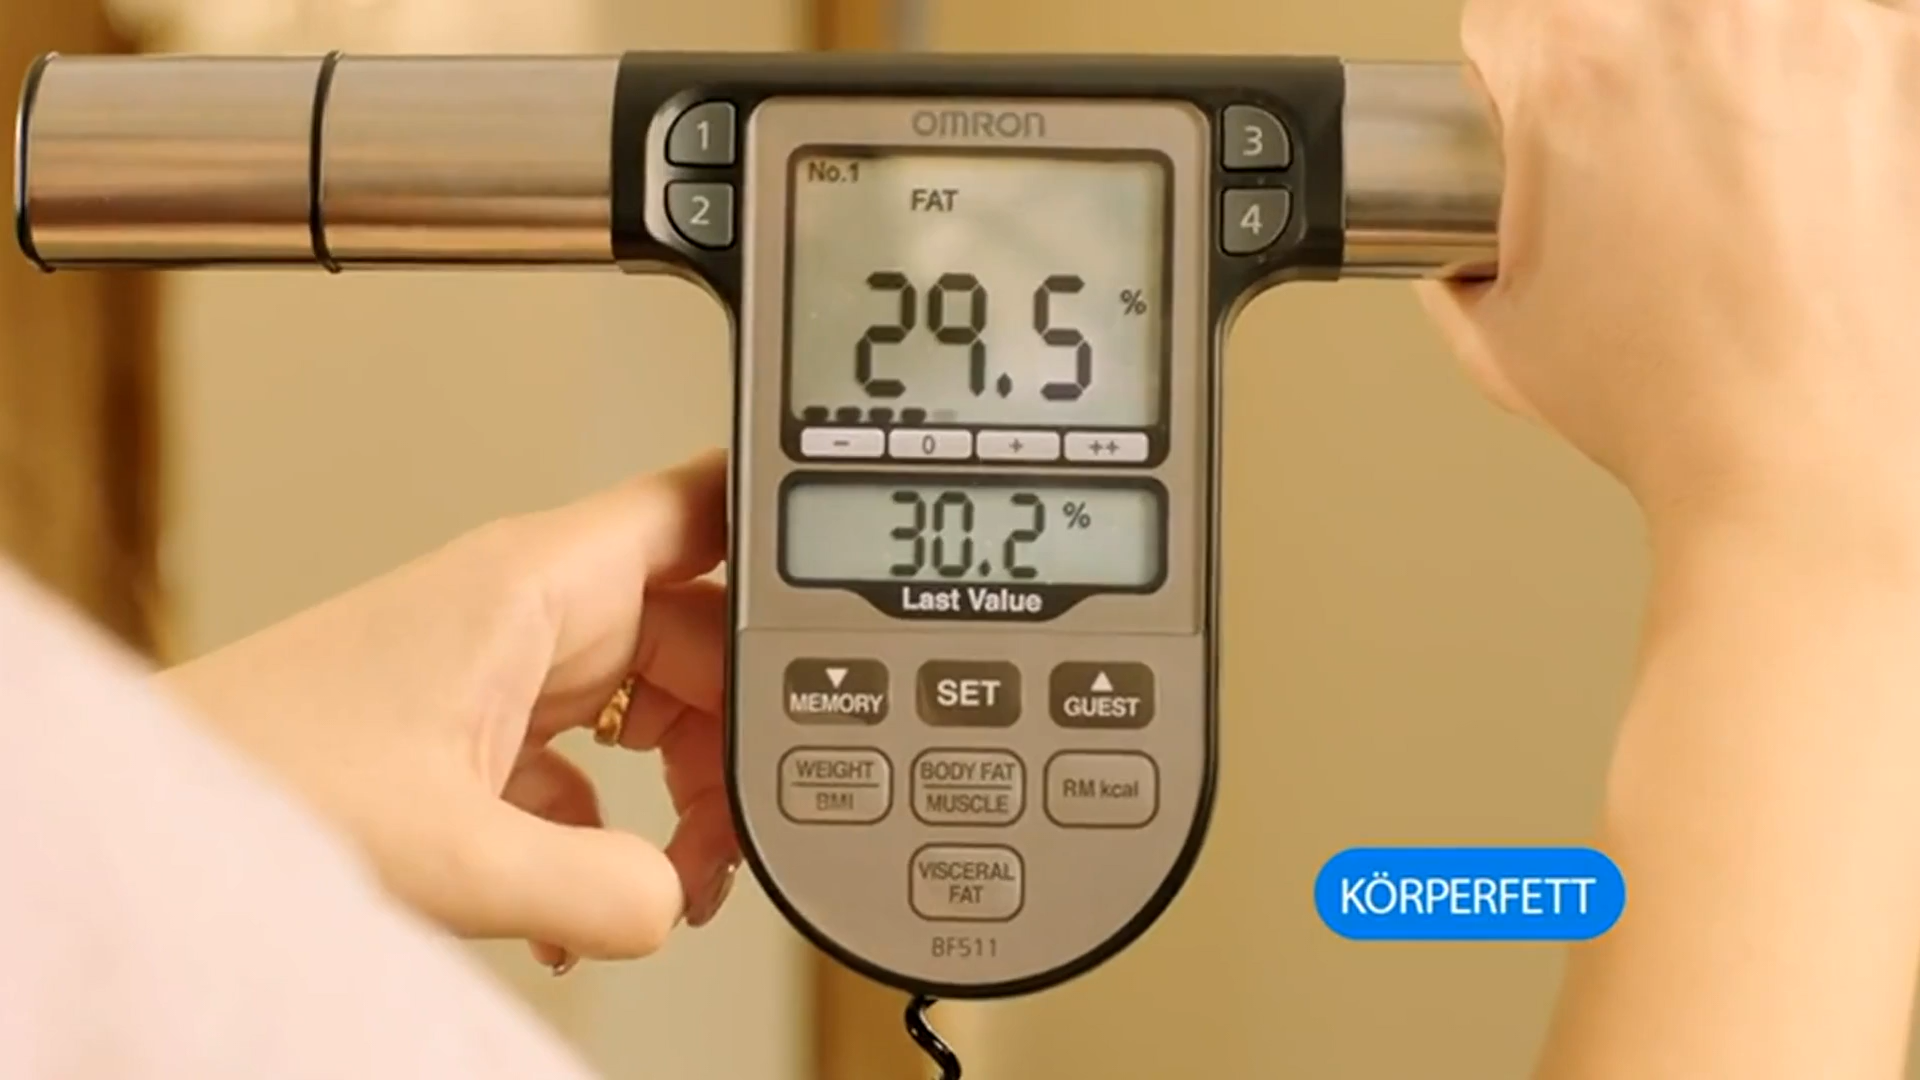 OMRON
1
2
3
4
No.1
FAT
29.5 %
- 0 + ++
30.2 %
Last Value
▼
MEMORY
SET
▲
GUEST
WEIGHT
BMI
BODY FAT
MUSCLE
RM kcal
VISCERAL
FAT
BF511
KÖRPERFETT